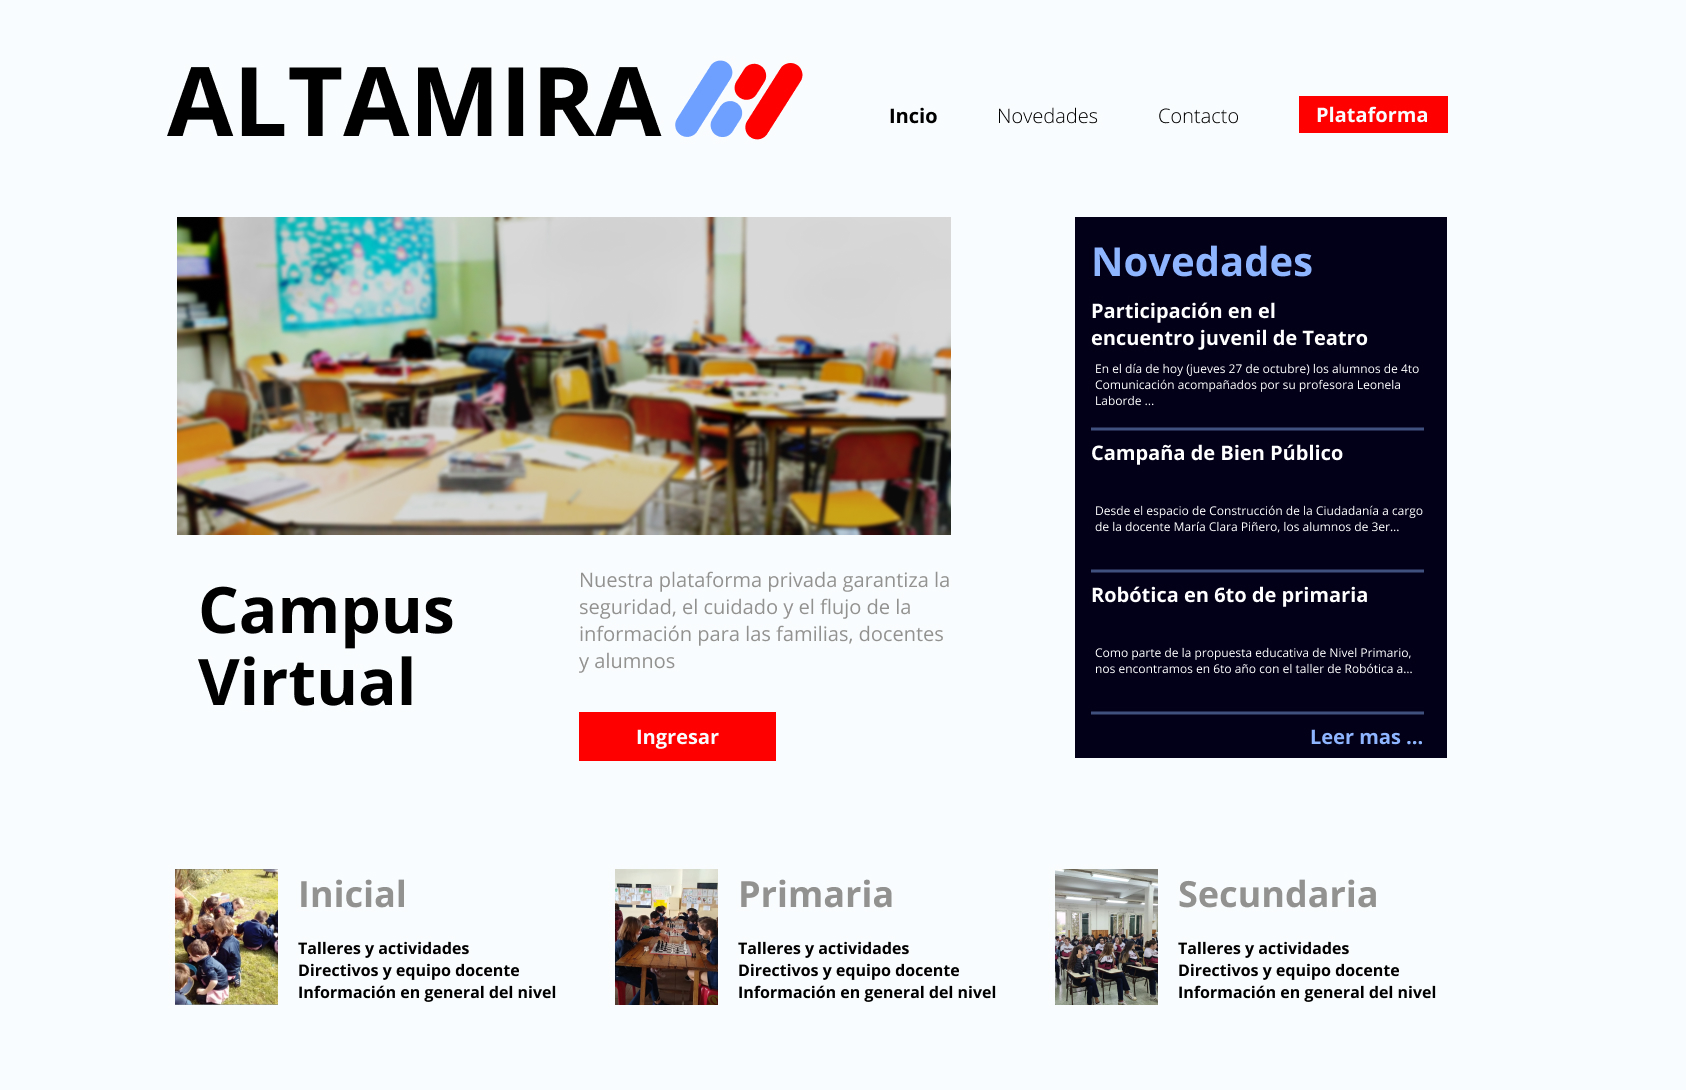 ALTAMIRA
Incio
Novedades
Contacto
Plataforma
Campus
Virtual
Nuestra plataforma privada garantiza la
seguridad, el cuidado y el flujo de la
información para las familias, docentes
y alumnos
Ingresar
Novedades
Participación en el
encuentro juvenil de Teatro
En el día de hoy (jueves 27 de octubre) los alumnos de 4to
Comunicación acompañados por su profesora Leonela
Laborde ...
Campaña de Bien Público
Desde el espacio de Construcción de la Ciudadanía a cargo
de la docente María Clara Piñero, los alumnos de 3er...
Robótica en 6to de primaria
Como parte de la propuesta educativa de Nivel Primario,
nos encontramos en 6to año con el taller de Robótica a...
Leer mas ...
Inicial
Talleres y actividades
Directivos y equipo docente
Información en general del nivel
Primaria
Talleres y actividades
Directivos y equipo docente
Información en general del nivel
Secundaria
Talleres y actividades
Directivos y equipo docente
Información en general del nivel